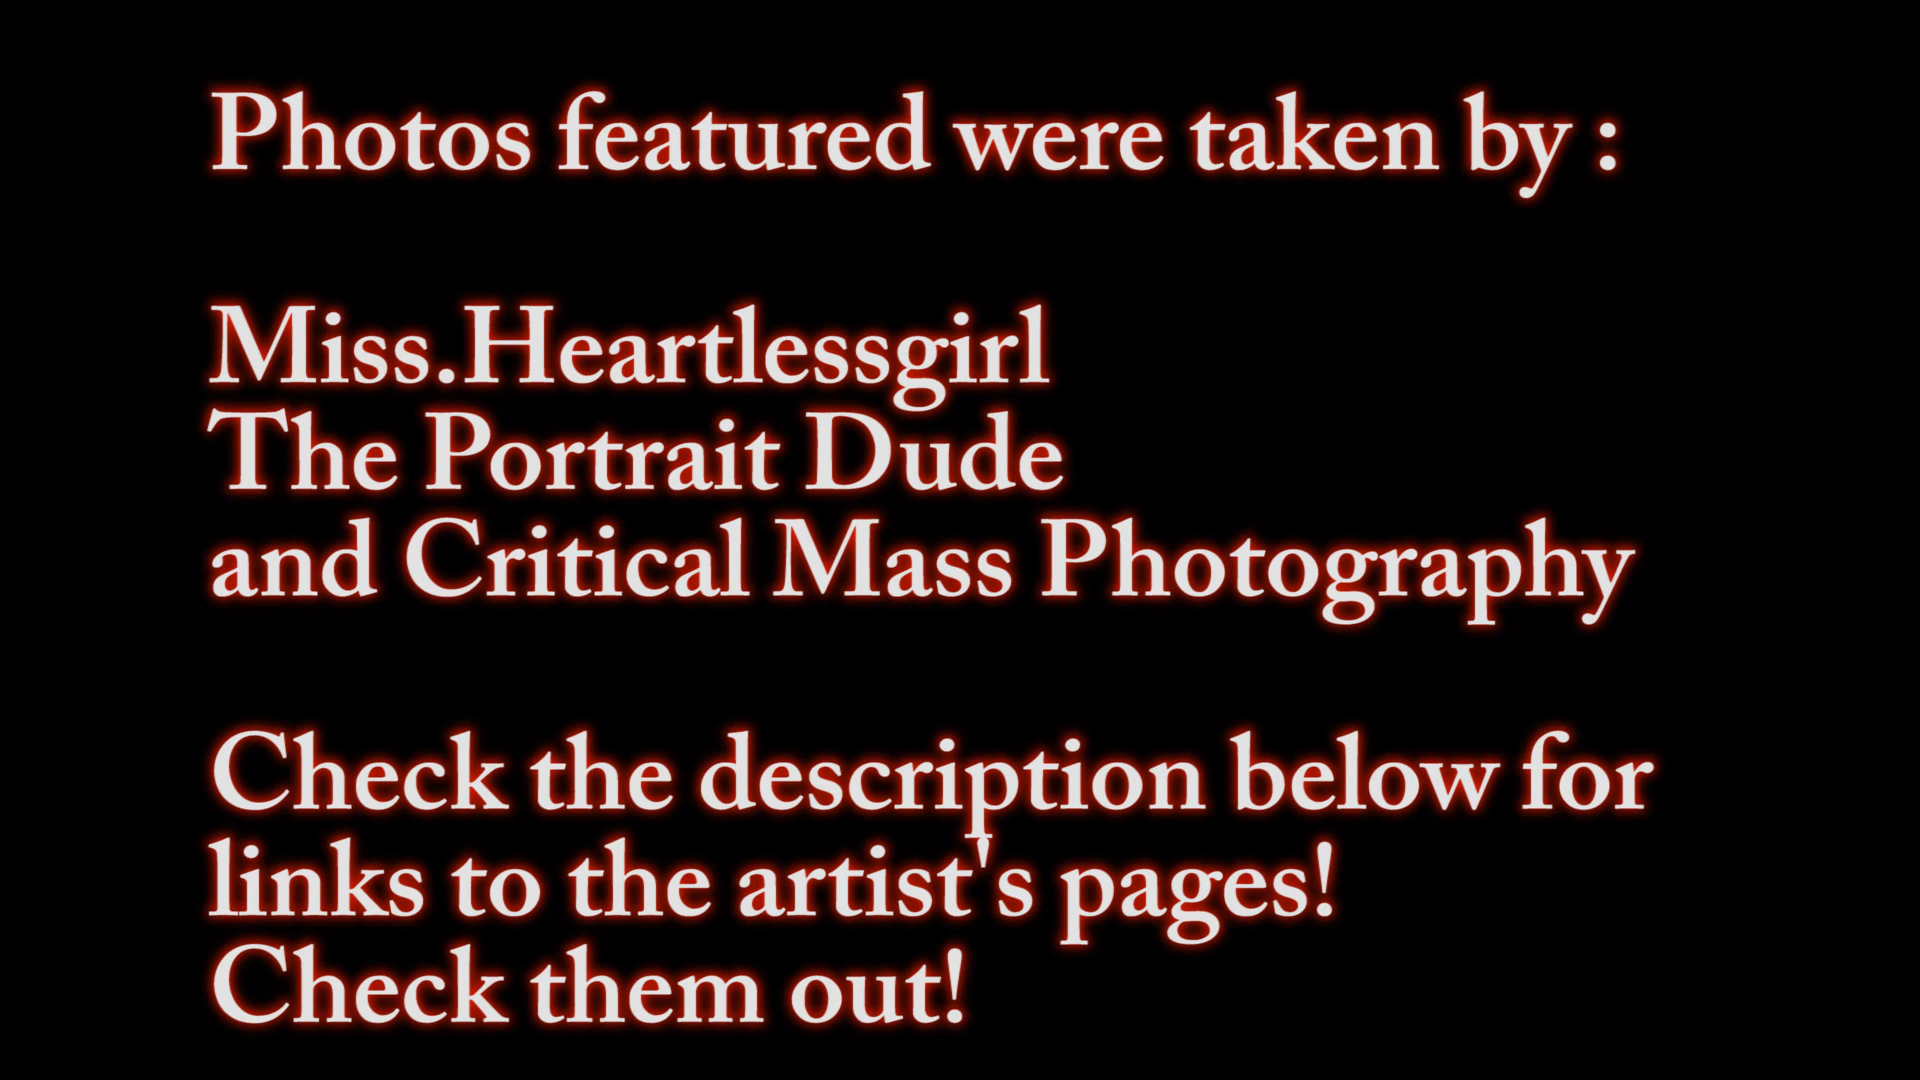 Photos featured were taken by :
Miss.Heartlessgirl
The Portrait Dude
and Critical Mass Photography
Check the description below for
links to the artist's pages!
Check them out!